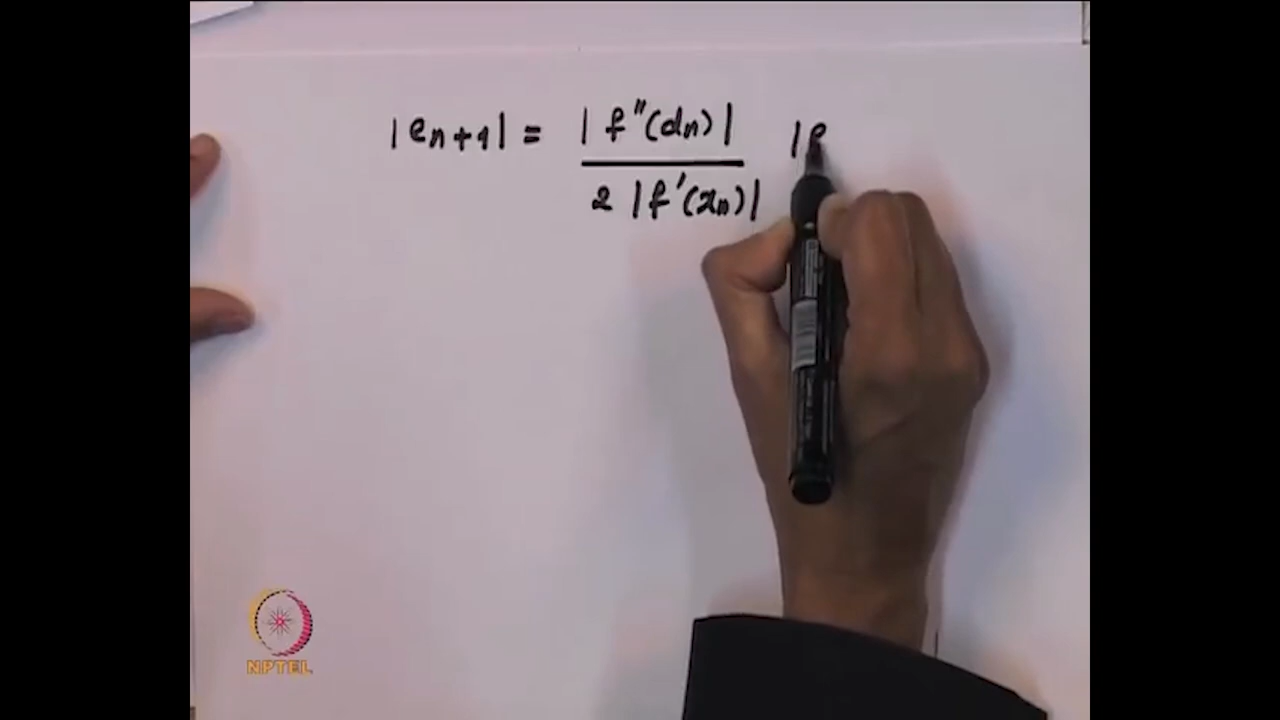 |en+1| = |f''(dn)| / 2|f'(xn)| |e
NPTEL